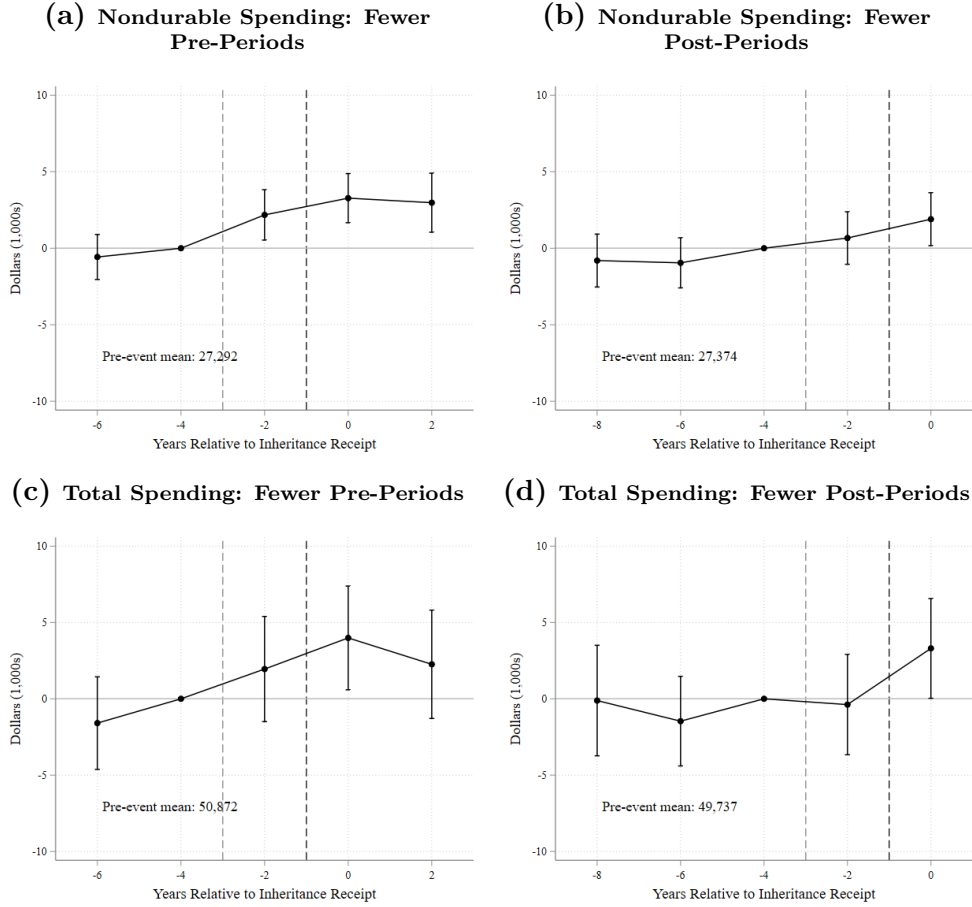 (a) Nondurable Spending: Fewer
Pre-Periods
10
5
0
-5
-10
Dollars (1,000s)
Pre-event mean: 27,292
-6 -4 -2 0 2
Years Relative to Inheritance Receipt
(b) Nondurable Spending: Fewer
Post-Periods
10
5
0
-5
-10
Dollars (1,000s)
Pre-event mean: 27,374
-8 -6 -4 -2 0
Years Relative to Inheritance Receipt
(c) Total Spending: Fewer Pre-Periods
10
5
0
-5
-10
Dollars (1,000s)
Pre-event mean: 50,872
-6 -4 -2 0 2
Years Relative to Inheritance Receipt
(d) Total Spending: Fewer Post-Periods
10
5
0
-5
-10
Dollars (1,000s)
Pre-event mean: 49,737
-8 -6 -4 -2 0
Years Relative to Inheritance Receipt